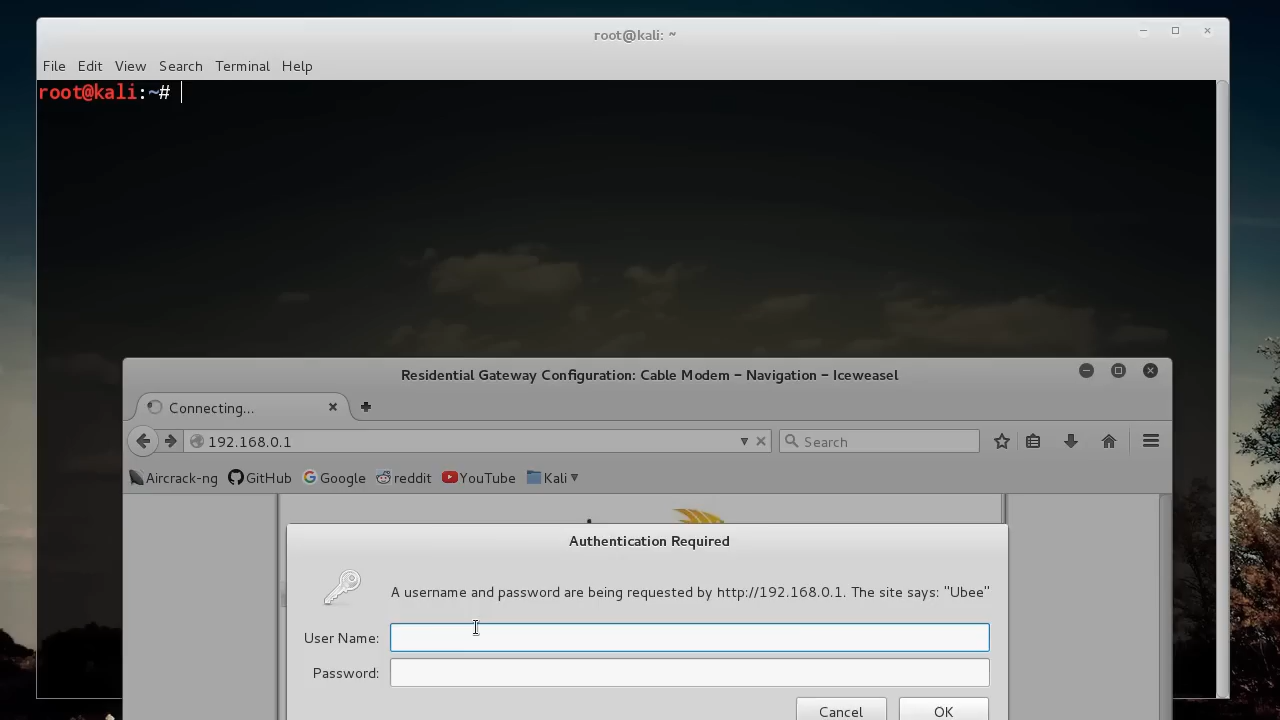 root@kali: ~
File Edit View Search Terminal Help
root@kali:~#
Residential Gateway Configuration: Cable Modem – Navigation – Iceweasel
Connecting...
192.168.0.1 Search
Aircrack-ng GitHub Google reddit YouTube Kali
Authentication Required
A username and password are being requested by http://192.168.0.1. The site says: "Ubee"
User Name:
Password:
Cancel OK